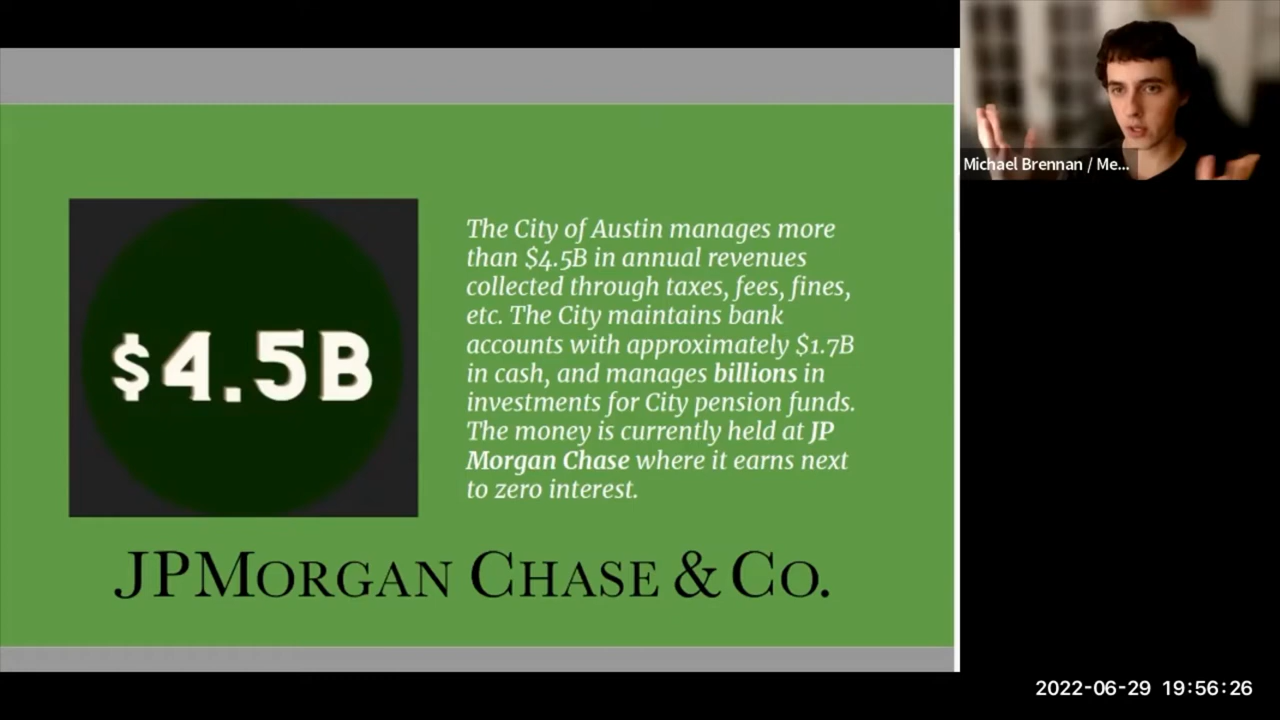 $4.5B
The City of Austin manages more
than $4.5B in annual revenues
collected through taxes, fees, fines,
etc. The City maintains bank
accounts with approximately $1.7B
in cash, and manages billions in
investments for City pension funds.
The money is currently held at JP
Morgan Chase where it earns next
to zero interest.
JPMORGAN CHASE & CO.
Michael Brennan / Me...
2022-06-29 19:56:26